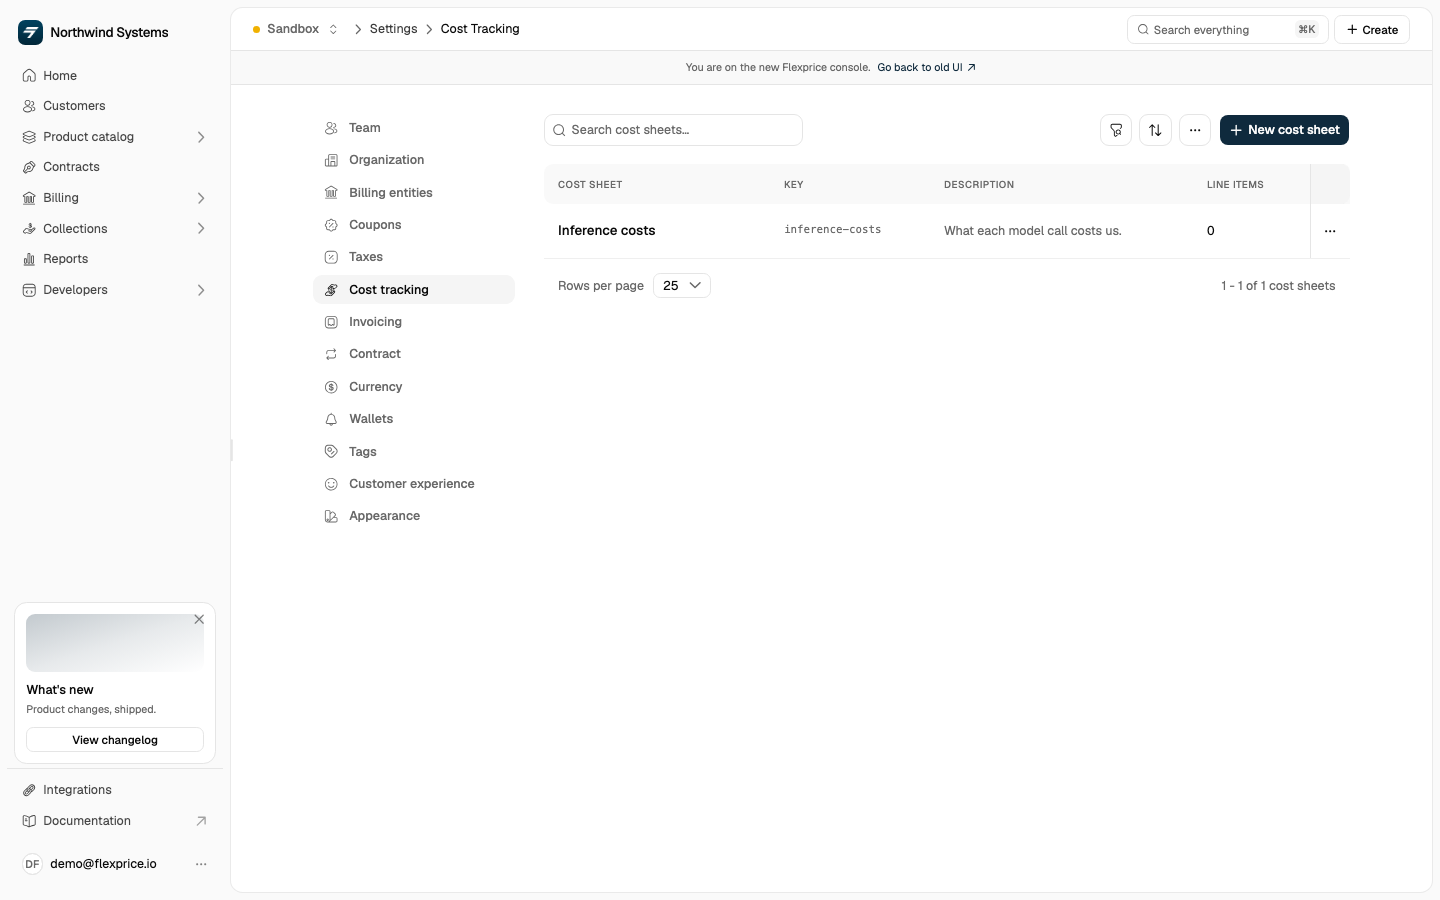 Northwind Systems
Home
Customers
Product catalog
Contracts
Billing
Collections
Reports
Developers
What's new
Product changes, shipped.
View changelog
Integrations
Documentation
DF demo@flexprice.io
Sandbox Settings Cost Tracking
Search everything ⌘K
Create
You are on the new Flexprice console. Go back to old UI
Team
Organization
Billing entities
Coupons
Taxes
Cost tracking
Invoicing
Contract
Currency
Wallets
Tags
Customer experience
Appearance
Search cost sheets...
New cost sheet
COST SHEET KEY DESCRIPTION LINE ITEMS
Inference costs inference-costs What each model call costs us. 0
Rows per page 25 1 - 1 of 1 cost sheets